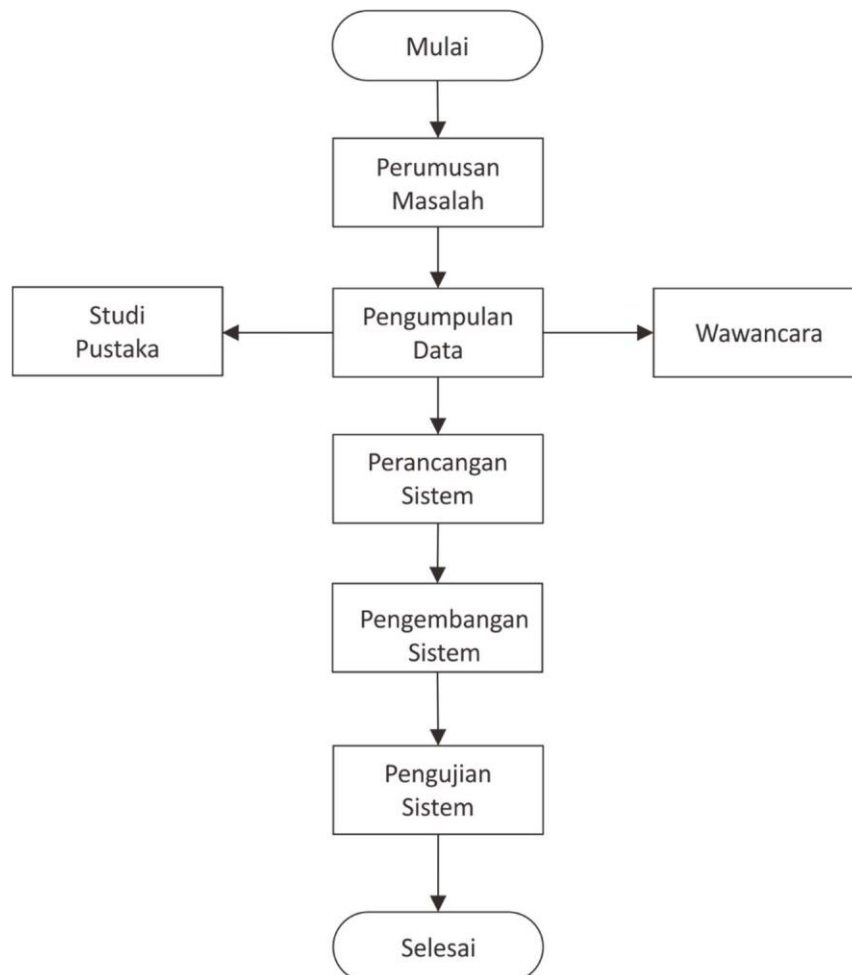 Mulai
Perumusan
Masalah
Studi
Pustaka
Pengumpulan
Data
Wawancara
Perancangan
Sistem
Pengembangan
Sistem
Pengujian
Sistem
Selesai